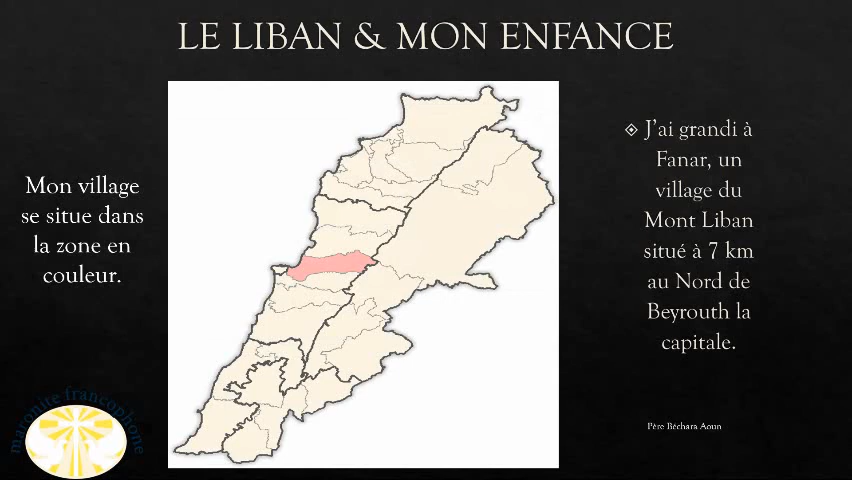 LE LIBAN & MON ENFANCE
Mon village
se situe dans
la zone en
couleur.
J'ai grandi à
Fanar, un
village du
Mont Liban
situé à 7 km
au Nord de
Beyrouth la
capitale.
Père Béchara Aoun
maronite francophone